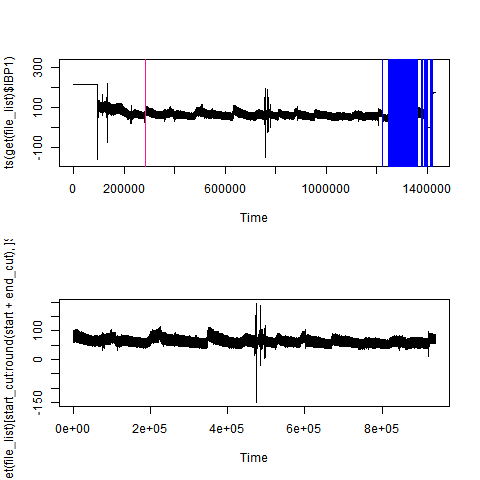 ts(get(file_list)$IBP1)
300
100
-100
0
200000
600000
1000000
1400000
Time
et(file_list)[start_cut:round(start + end_cut), ]$
100
0
-150
0e+00
2e+05
4e+05
6e+05
8e+05
Time